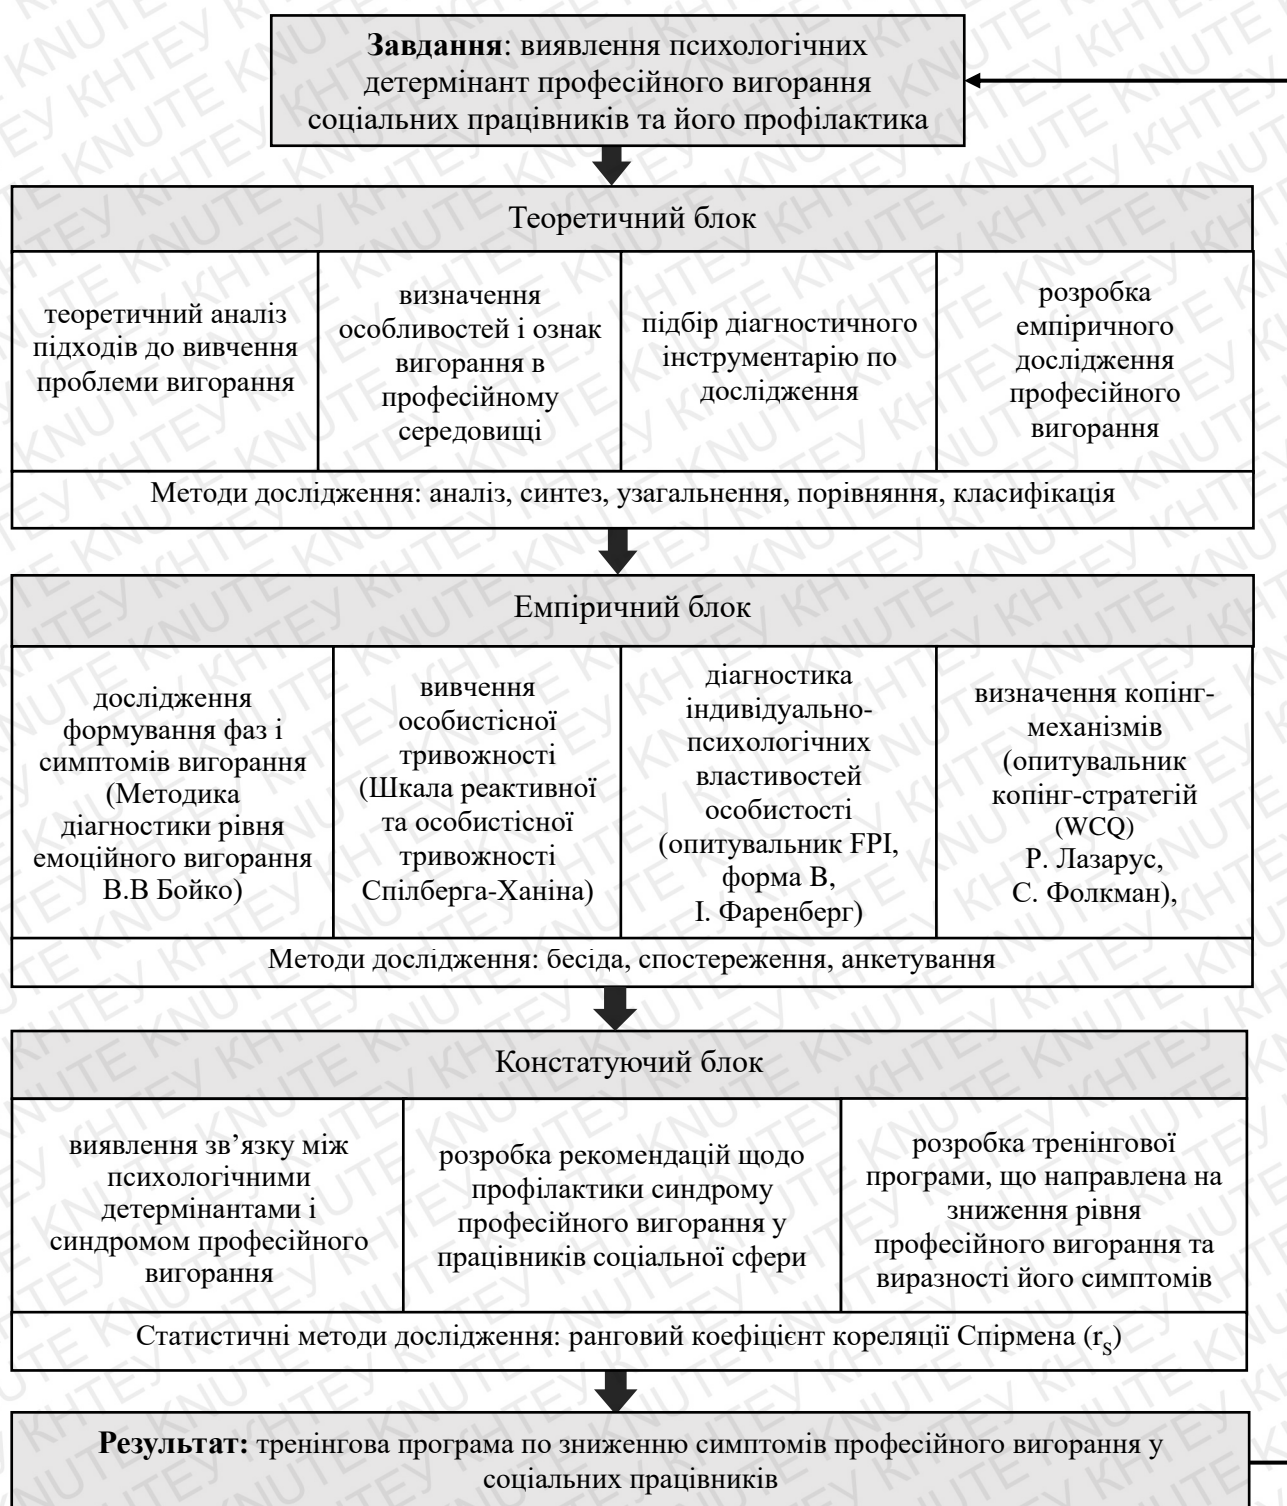 Завдання: виявлення психологічних
детермінант професійного вигорання
соціальних працівників та його профілактика
Теоретичний блок
теоретичний аналіз
підходів до вивчення
проблеми вигорання
визначення
особливостей і ознак
вигорання в
професійному
середовищі
підбір діагностичного
інструментарію по
дослідження
розробка
емпіричного
дослідження
професійного
вигорання
Методи дослідження: аналіз, синтез, узагальнення, порівняння, класифікація
Емпіричний блок
дослідження
формування фаз і
симптомів вигорання
(Методика
діагностики рівня
емоційного вигорання
В.В Бойко)
вивчення
особистісної
тривожності
(Шкала реактивної
та особистісної
тривожності
Спілберга-Ханіна)
діагностика
індивідуально-
психологічних
властивостей
особистості
(опитувальник FPI,
форма B,
І. Фаренберг)
визначення копінг-
механізмів
(опитувальник
копінг-стратегій
(WCQ)
Р. Лазарус,
С. Фолкман),
Методи дослідження: бесіда, спостереження, анкетування
Констатуючий блок
виявлення зв’язку між
психологічними
детермінантами і
синдромом професійного
вигорання
розробка рекомендацій щодо
профілактики синдрому
професійного вигорання у
працівників соціальної сфери
розробка тренінгової
програми, що направлена на
зниження рівня
професійного вигорання та
виразності його симптомів
Статистичні методи дослідження: ранговий коефіцієнт кореляції Спірмена (rS)
Результат: тренінгова програма по зниженню симптомів професійного вигорання у
соціальних працівників